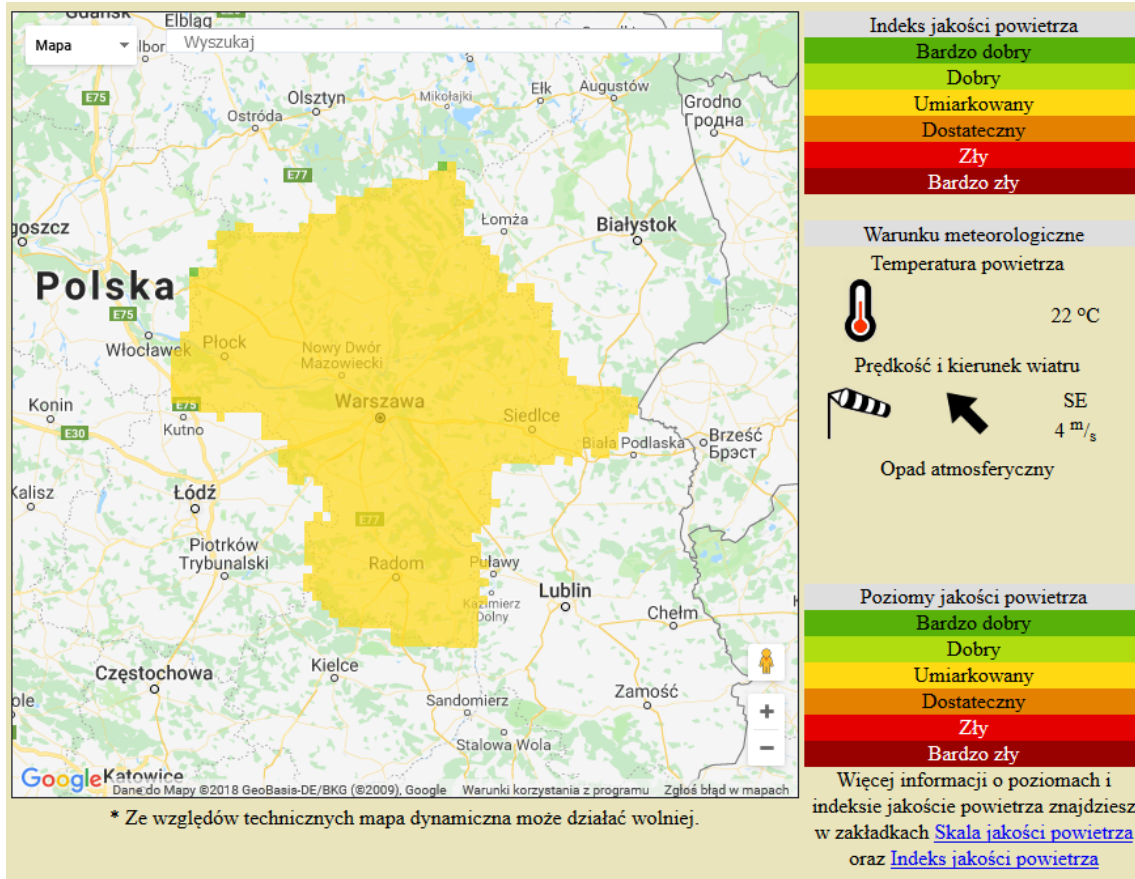 Gdańsk
Elbląg
Mapa
Wyszukaj
E75
Olsztyn
Mikołajki
Ełk
Augustów
Ostróda
Grodno
Гродна
E77
Łomża
Białystok
goszcz
Polska
E75
Włocławek
Płock
Nowy Dwór
Mazowiecki
Konin
E75
Warszawa
Siedlce
E30
Kutno
Biała Podlaska
Brześć
Брэст
Kalisz
Łódź
E77
Piotrków
Trybunalski
Radom
Puławy
Kazimierz
Dolny
Lublin
Chełm
Kielce
Częstochowa
Zamość
ole
Sandomierz
Stalowa Wola
Google
Katowice
Dane do Mapy ©2018 GeoBasis-DE/BKG (©2009), Google
Warunki korzystania z programu
Zgłoś błąd w mapach
* Ze względów technicznych mapa dynamiczna może działać wolniej.
Indeks jakości powietrza
Bardzo dobry
Dobry
Umiarkowany
Dostateczny
Zły
Bardzo zły
Warunku meteorologiczne
Temperatura powietrza
22 °C
Prędkość i kierunek wiatru
SE
4 m/s
Opad atmosferyczny
Poziomy jakości powietrza
Bardzo dobry
Dobry
Umiarkowany
Dostateczny
Zły
Bardzo zły
Więcej informacji o poziomach i
indeksie jakoście powietrza znajdziesz
w zakładkach Skala jakości powietrza
oraz Indeks jakości powietrza